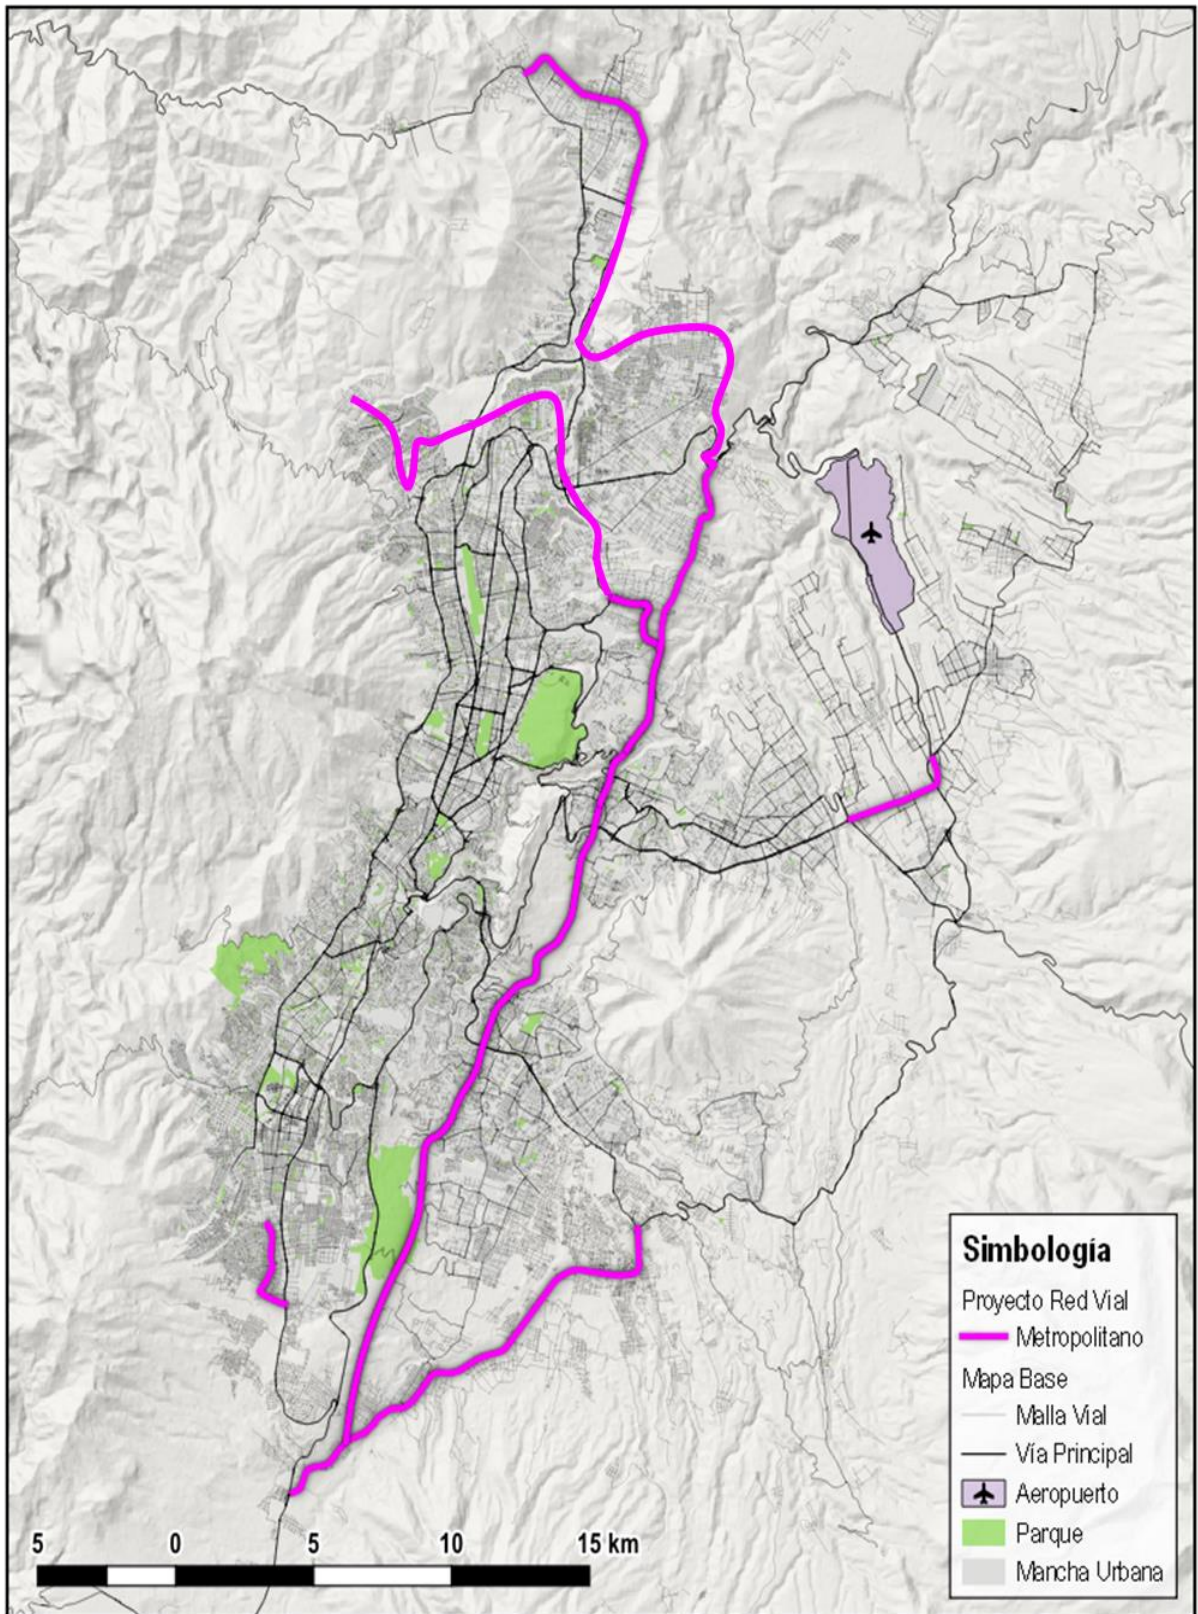 Simbología
Proyecto Red Vial
Metropolitano
Mapa Base
Malla Vial
Vía Principal
Aeropuerto
Parque
Mancha Urbana
5 0 5 10 15 km